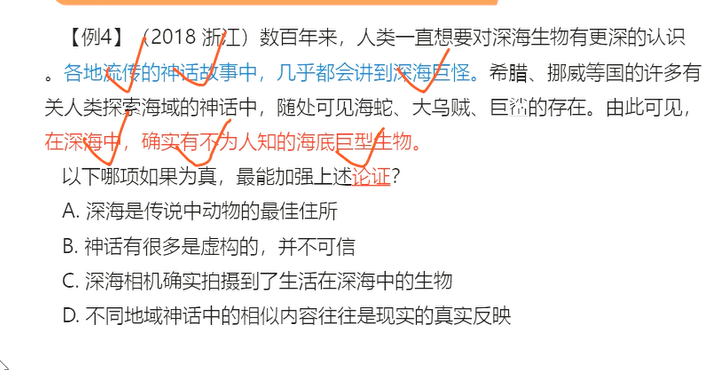 【例4】（2018 浙江）数百年来，人类一直想要对深海生物有更深的认识
。各地流传的神话故事中，几乎都会讲到深海巨怪。希腊、挪威等国的许多有
关人类探索海域的神话中，随处可见海蛇、大乌贼、巨鲨的存在。由此可见，
在深海中，确实有不为人知的海底巨型生物。
以下哪项如果为真，最能加强上述论证？
A. 深海是传说中动物的最佳住所
B. 神话有很多是虚构的，并不可信
C. 深海相机确实拍摄到了生活在深海中的生物
D. 不同地域神话中的相似内容往往是现实的真实反映